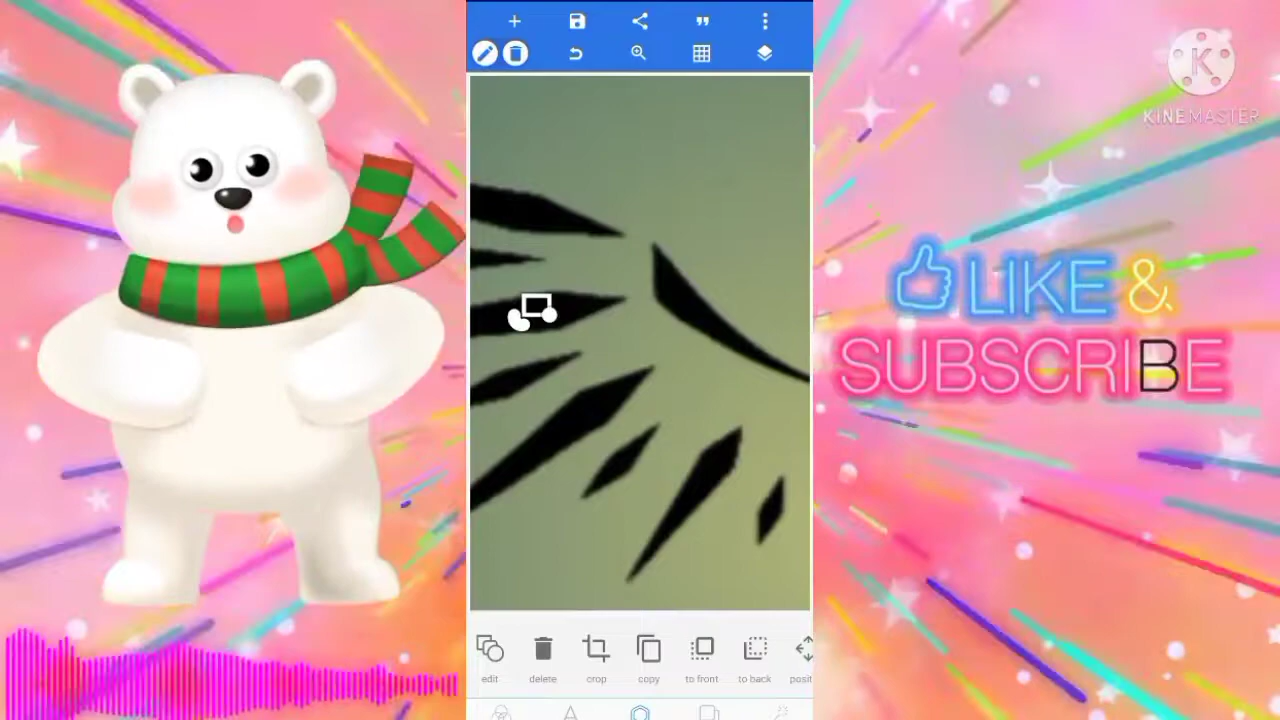 K
KINEMASTER
LIKE &
SUBSCRIBE
edit
delete
crop
copy
to front
to back
posit